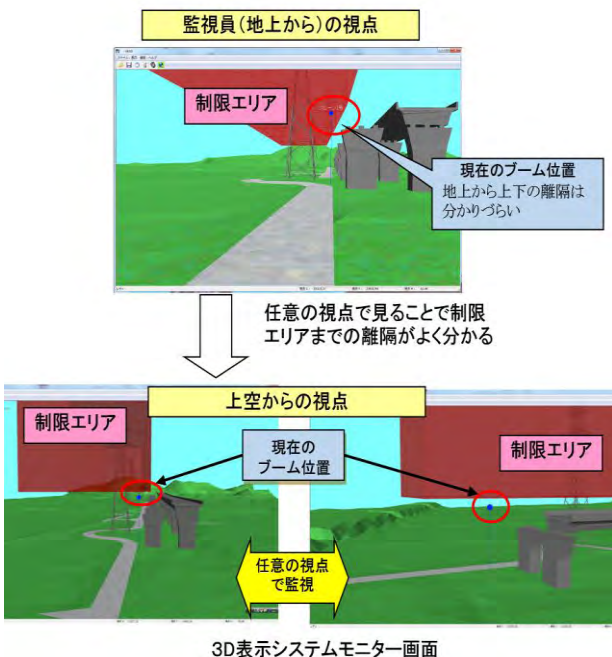 監視員(地上から)の視点
制限エリア
現在のブーム位置
地上から上下の離隔は
分かりづらい
任意の視点で見ることで制限
エリアまでの離隔がよく分かる
上空からの視点
制限エリア
現在の
ブーム位置
制限エリア
任意の視点
で監視
3D表示システムモニター画面